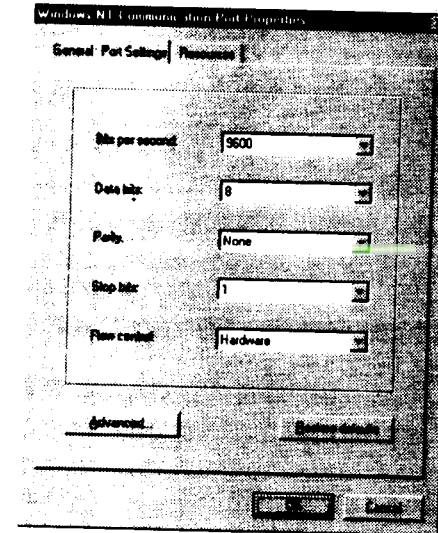 Windows NT Communication Port Properties
General Port Settings Resources
Bits per second: 9600
Data bits: 8
Parity: None
Stop bits: 1
Flow control: Hardware
Advanced... Restore defaults
OK Cancel